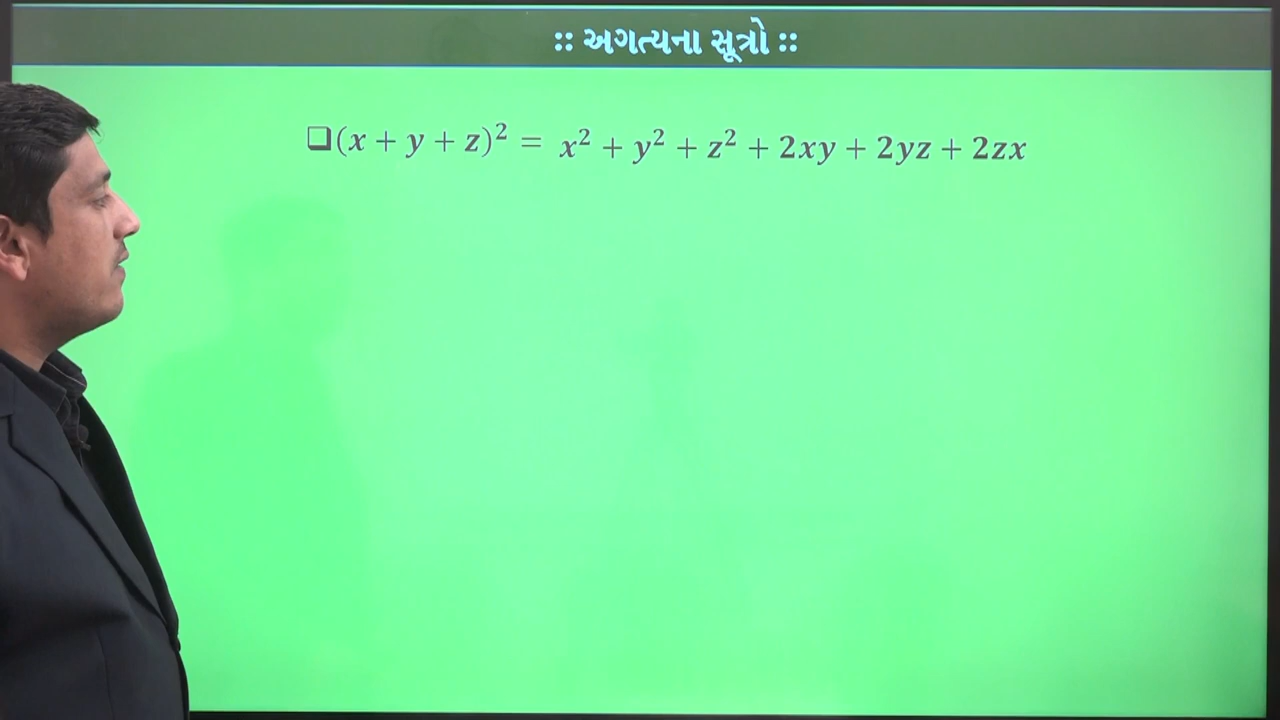 :: અગત્યના સૂત્રો ::
❑(x + y + z)² = x² + y² + z² + 2xy + 2yz + 2zx